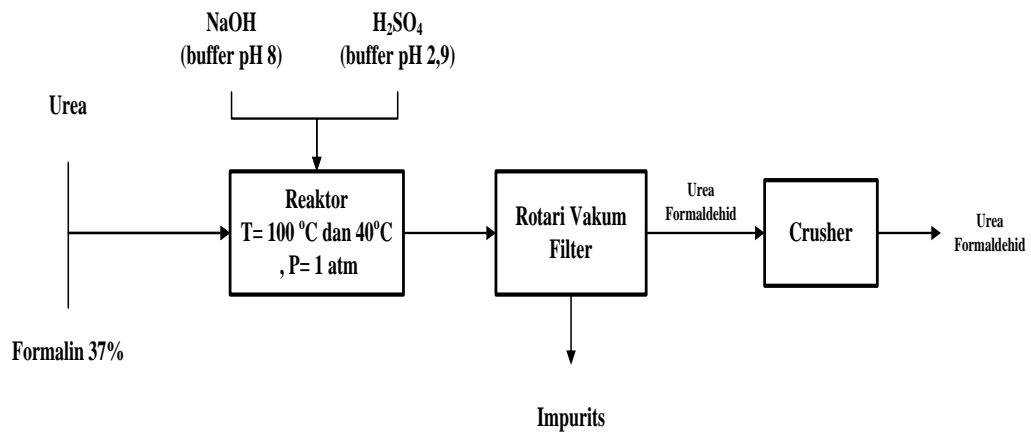 NaOH
(buffer pH 8)
H₂SO₄
(buffer pH 2,9)
Urea
Reaktor
T= 100 °C dan 40°C
, P= 1 atm
Rotari Vakum
Filter
Urea
Formaldehid
Crusher
Urea
Formaldehid
Formalin 37%
Impurits